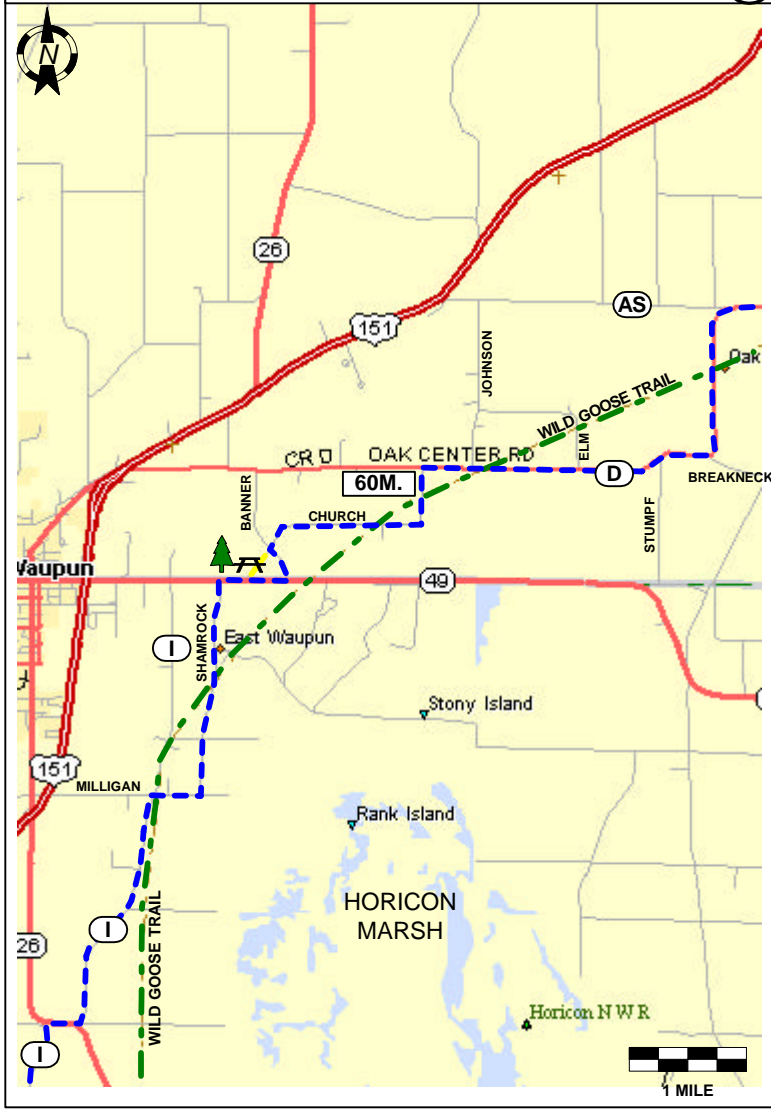 N
26
AS
151
JOHNSON
Oak
WILD GOOSE TRAIL
ELM
CR D
OAK CENTER RD
D
60M.
BREAKNECK
BANNER
CHURCH
STUMPF
Waupun
49
SHAMROCK
East Waupun
I
Stony Island
151
MILLIGAN
Rank Island
HORICON
MARSH
WILD GOOSE TRAIL
I
26
Horicon N W R
I
1 MILE